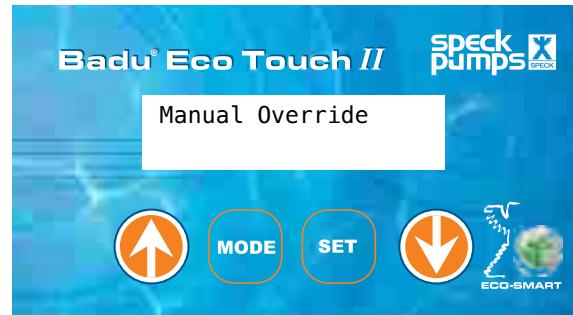 Badu® Eco Touch II
speck pumps
SPECK
Manual Override
MODE
SET
ECO-SMART